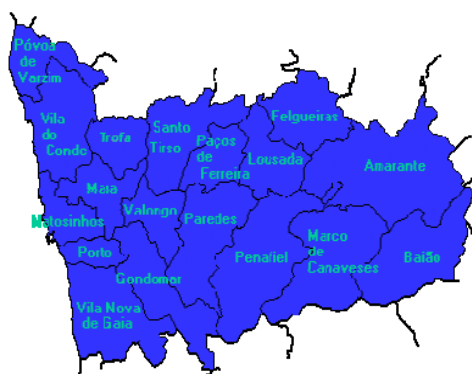 Póvoa
de
Varzim
Vila
do
Conde
Trofa
Santo
Tirso
Paços
de
Ferreira
Lousada
Felgueiras
Amarante
Maia
Matosinhos
Valongo
Paredes
Porto
Gondomar
Penafiel
Marco
de
Canaveses
Baião
Vila Nova
de Gaia